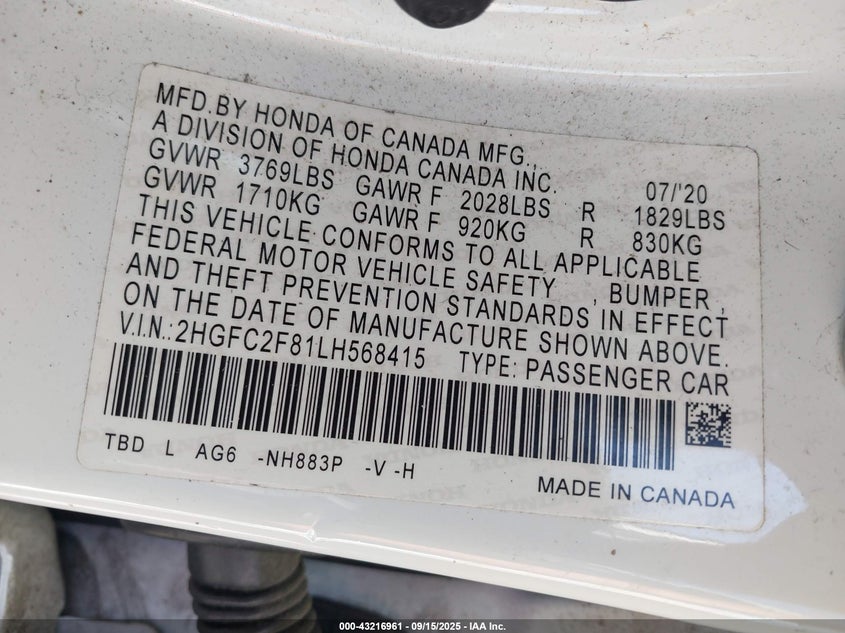 MFD.BY HONDA OF CANADA MFG.,
A DIVISION OF HONDA CANADA INC. 07/'20
GVWR 3769LBS GAWR F 2028LBS R 1829LBS
GVWR 1710KG GAWR F 920KG R 830KG
THIS VEHICLE CONFORMS TO ALL APPLICABLE
FEDERAL MOTOR VEHICLE SAFETY , BUMPER ,
AND THEFT PREVENTION STANDARDS IN EFFECT
ON THE DATE OF MANUFACTURE SHOWN ABOVE.
V.I.N.: 2HGFC2F81LH568415 TYPE: PASSENGER CAR
TBD L AG6 -NH883P -V -H
MADE IN CANADA
000-43216961 - 09/15/2025 - IAA Inc.